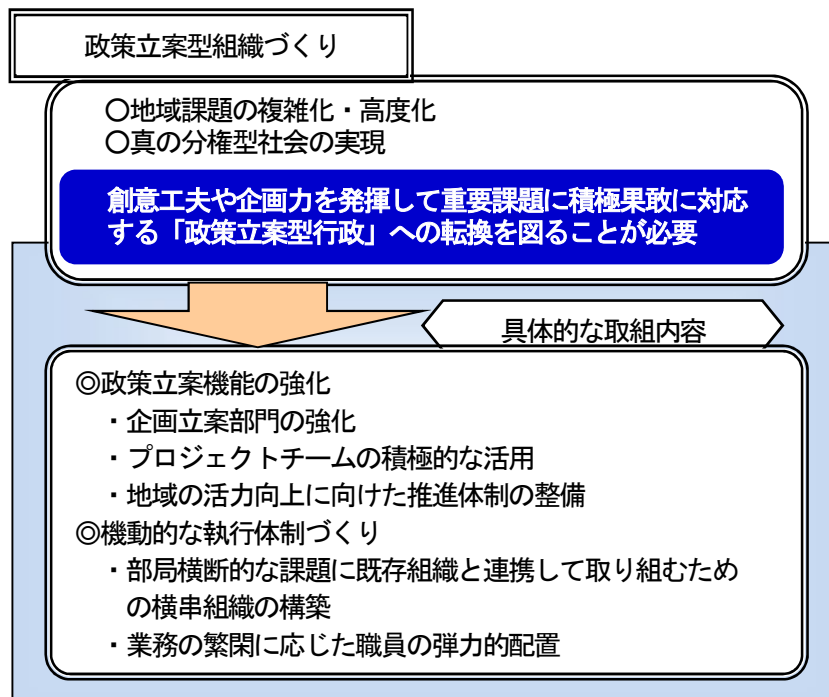 政策立案型組織づくり
〇地域課題の複雑化・高度化
〇真の分権型社会の実現
創意工夫や企画力を発揮して重要課題に積極果敢に対応
する「政策立案型行政」への転換を図ることが必要
具体的な取組内容
◎政策立案機能の強化
・企画立案部門の強化
・プロジェクトチームの積極的な活用
・地域の活力向上に向けた推進体制の整備
◎機動的な執行体制づくり
・部局横断的な課題に既存組織と連携して取り組むため
の横串組織の構築
・業務の繁閑に応じた職員の弾力的配置